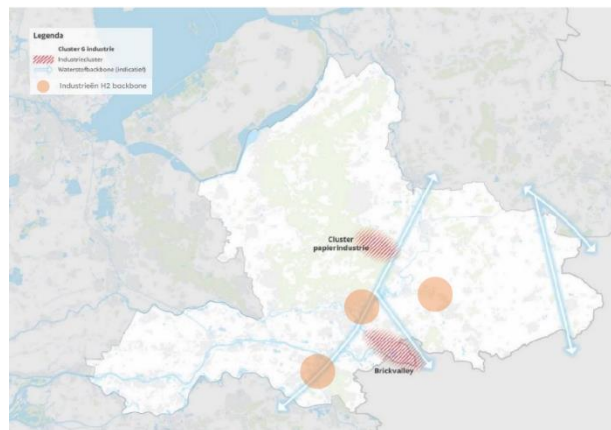 Legenda
Cluster 6 industrie
Industriecluster
Waterstofbackbone (indicatief)
Industrieën H2 backbone
Cluster
papierindustrie
Brickvalley